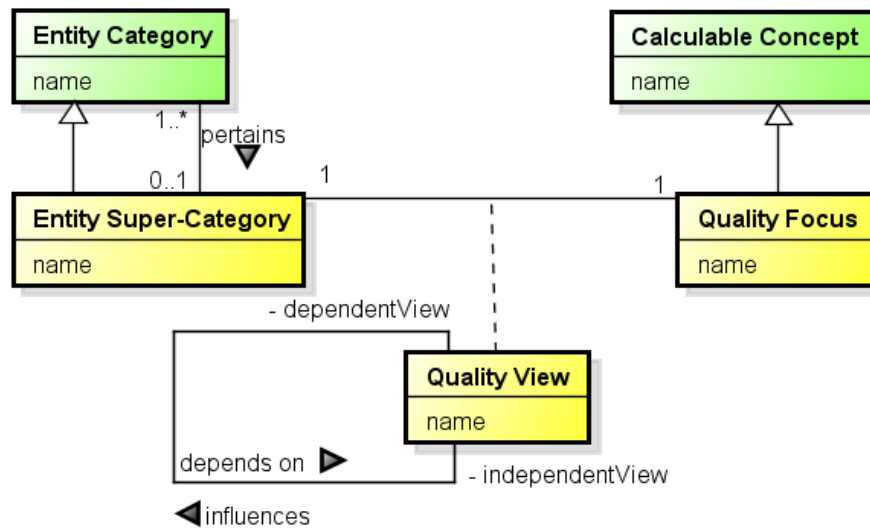 Entity Category
name
Calculable Concept
name
1..*
pertains
0..1
1
1
Entity Super-Category
name
Quality Focus
name
- dependentView
Quality View
name
depends on
- independentView
influences